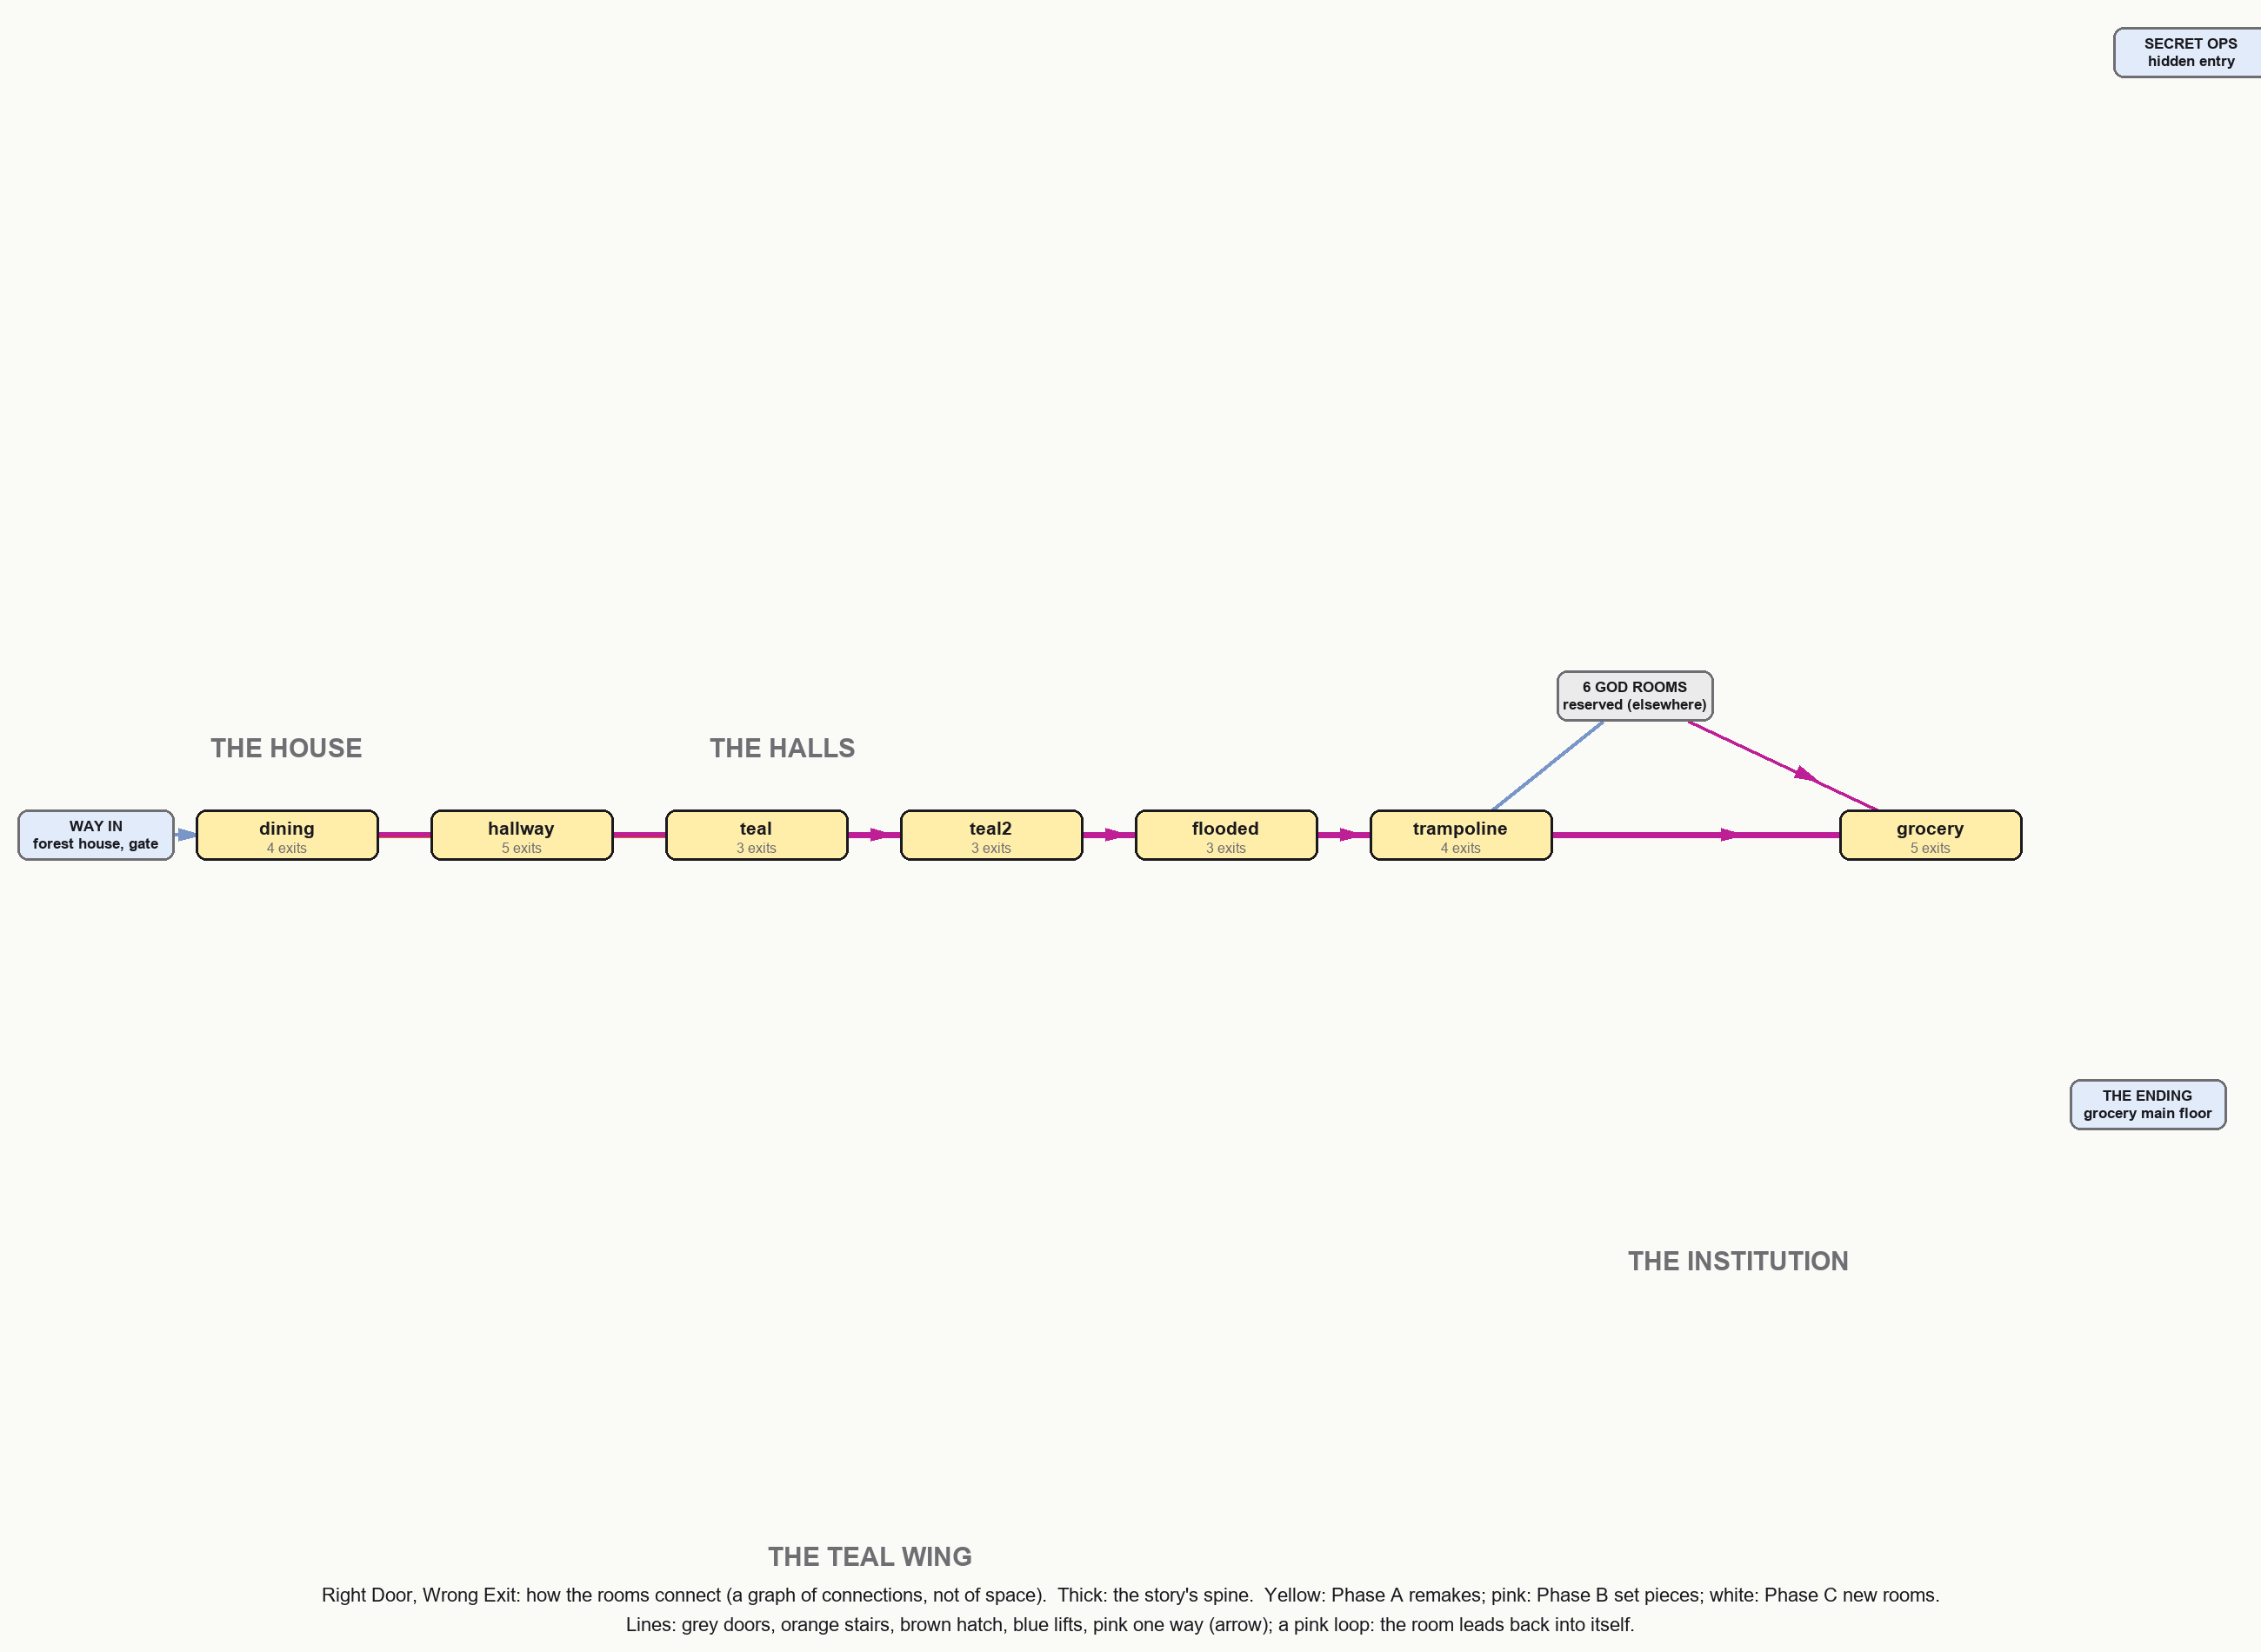 SECRET OPS
hidden entry
6 GOD ROOMS
reserved (elsewhere)
THE HOUSE
THE HALLS
WAY IN
forest house, gate
dining
4 exits
hallway
5 exits
teal
3 exits
teal2
3 exits
flooded
3 exits
trampoline
4 exits
grocery
5 exits
THE ENDING
grocery main floor
THE INSTITUTION
THE TEAL WING
Right Door, Wrong Exit: how the rooms connect (a graph of connections, not of space).  Thick: the story's spine.  Yellow: Phase A remakes; pink: Phase B set pieces; white: Phase C new rooms.
Lines: grey doors, orange stairs, brown hatch, blue lifts, pink one way (arrow); a pink loop: the room leads back into itself.